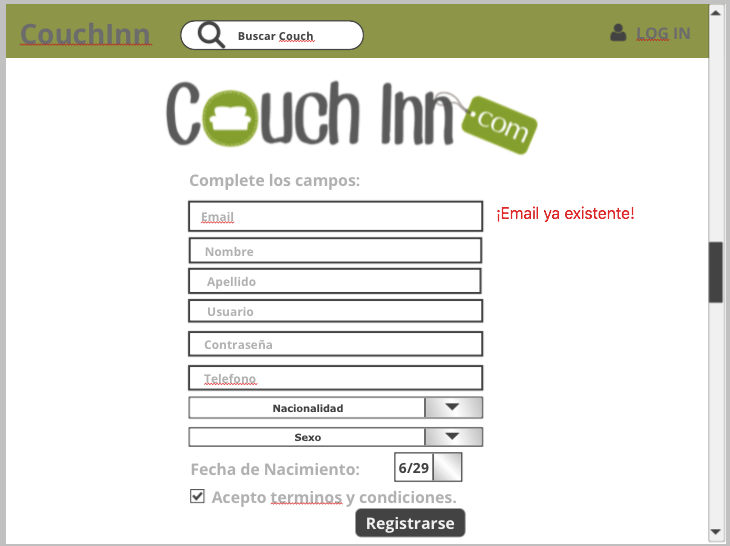 CouchInn
Buscar Couch
LOG IN
Couch Inn .com
Complete los campos:
Email
¡Email ya existente!
Nombre
Apellido
Usuario
Contraseña
Telefono
Nacionalidad
Sexo
Fecha de Nacimiento:
6/29
Acepto terminos y condiciones.
Registrarse